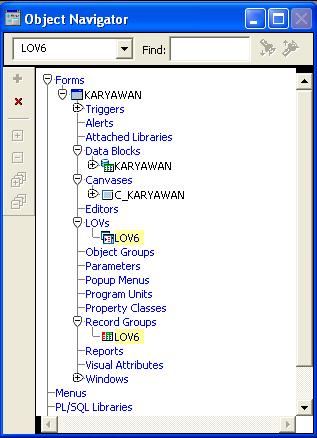 Object Navigator
LOV6
Find:
Forms
KARYAWAN
Triggers
Alerts
Attached Libraries
Data Blocks
KARYAWAN
Canvases
C_KARYAWAN
Editors
LOVs
LOV6
Object Groups
Parameters
Popup Menus
Program Units
Property Classes
Record Groups
LOV6
Reports
Visual Attributes
Windows
Menus
PL/SQL Libraries